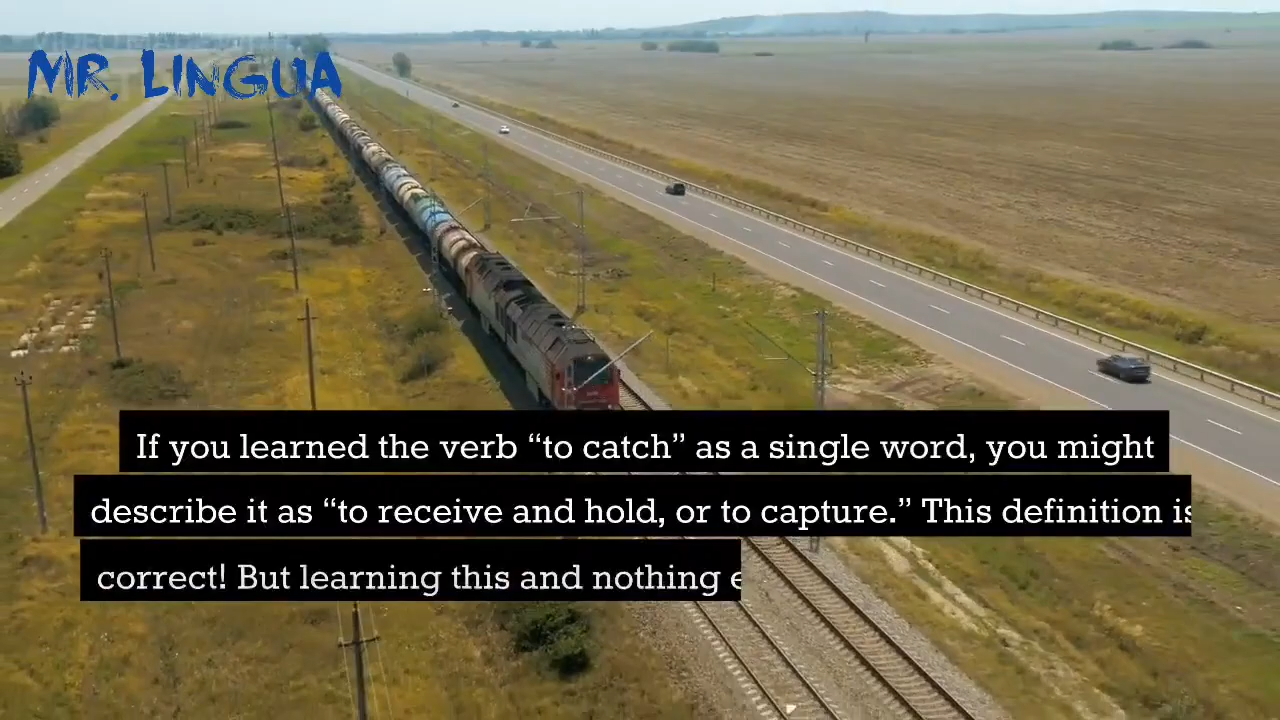 MR. LINGUA
If you learned the verb “to catch” as a single word, you might
describe it as “to receive and hold, or to capture.” This definition is
correct! But learning this and nothing